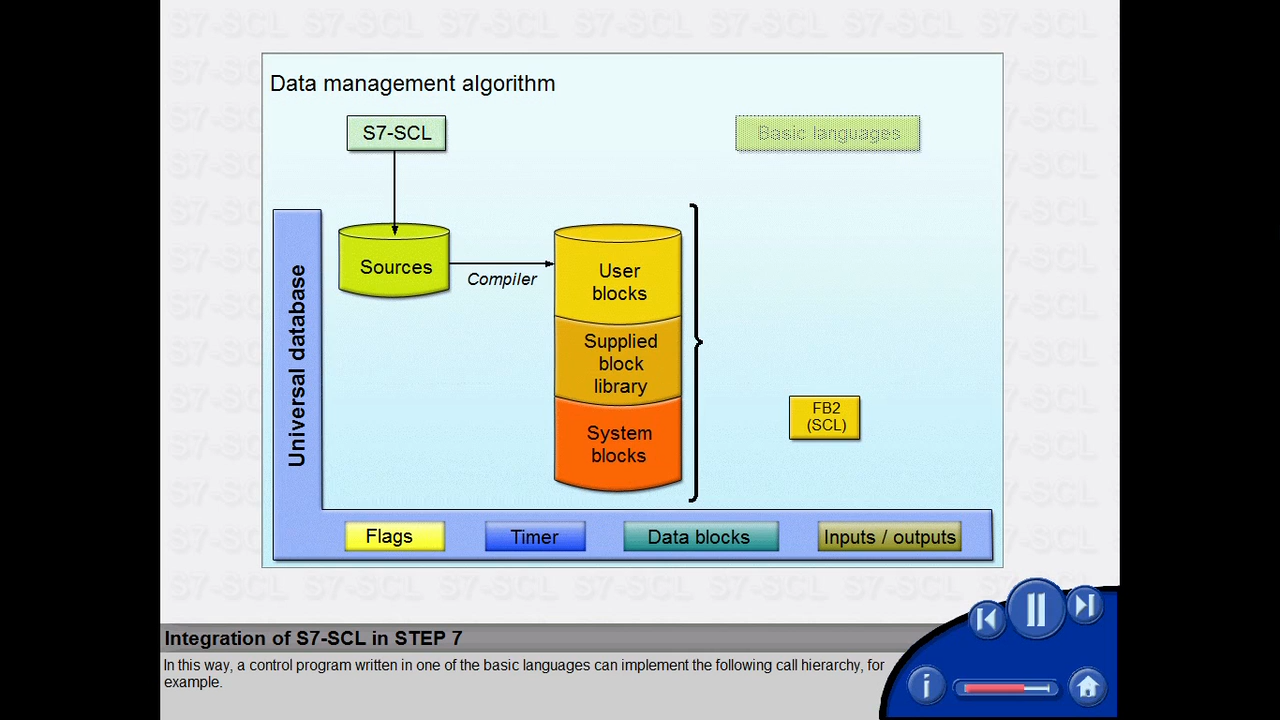 Data management algorithm
S7-SCL
Basic languages
Universal database
Sources
Compiler
User
blocks
Supplied
block
library
System
blocks
FB2
(SCL)
Flags
Timer
Data blocks
Inputs / outputs
Integration of S7-SCL in STEP 7
In this way, a control program written in one of the basic languages can implement the following call hierarchy, for
example.